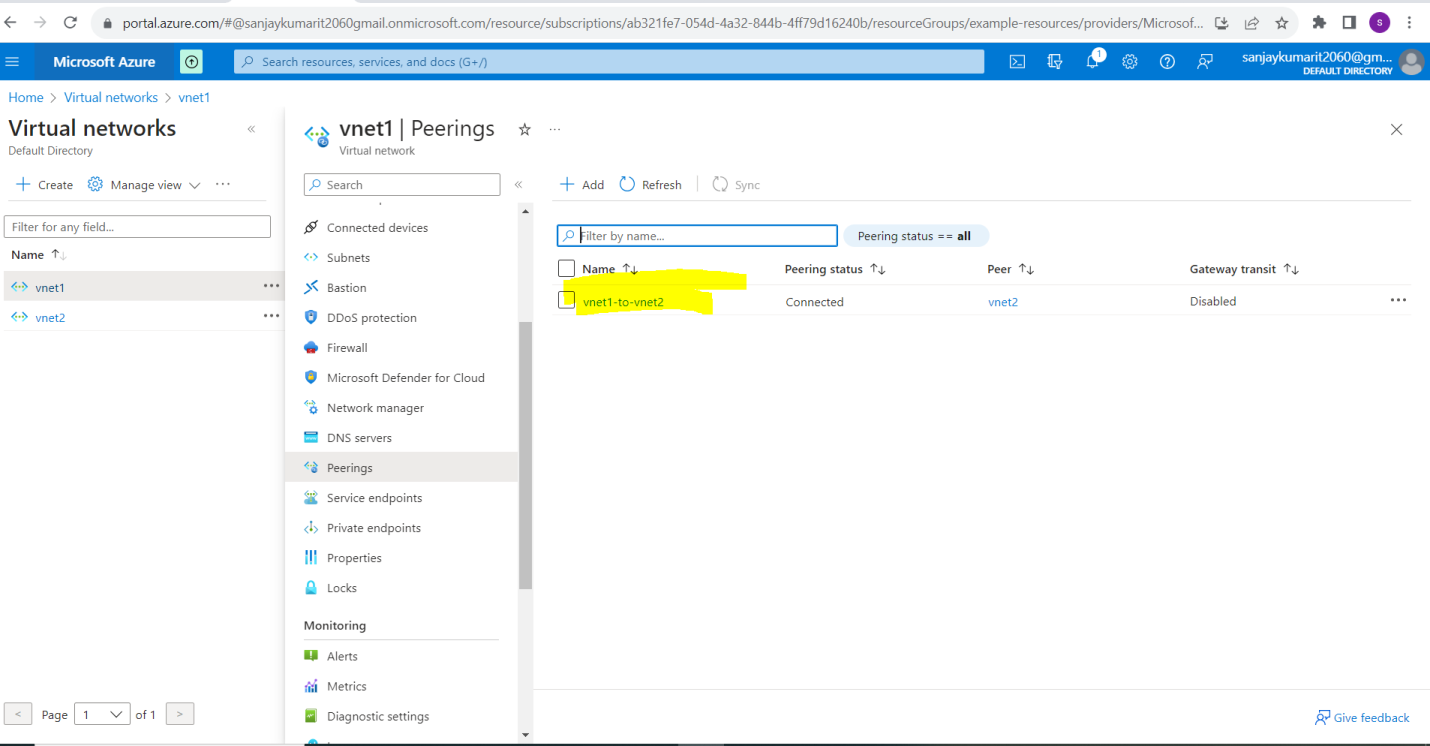 portal.azure.com/#@sanjaykumarit2060gmail.onmicrosoft.com/resource/subscriptions/ab321fe7-054d-4a32-844b-4ff79d16240b/resourceGroups/example-resources/providers/Microsof...
S
Microsoft Azure
Search resources, services, and docs (G+/)
1
sanjaykumarit2060@gm...
DEFAULT DIRECTORY
Home > Virtual networks > vnet1
Virtual networks
Default Directory
Create
Manage view
Filter for any field...
Name
vnet1
vnet2
< Page 1 of 1 >
vnet1 | Peerings
Virtual network
Search
Connected devices
Subnets
Bastion
DDoS protection
Firewall
Microsoft Defender for Cloud
Network manager
DNS servers
Peerings
Service endpoints
Private endpoints
Properties
Locks
Monitoring
Alerts
Metrics
Diagnostic settings
Add Refresh Sync
Filter by name... Peering status == all
Name Peering status Peer Gateway transit
vnet1-to-vnet2 Connected vnet2 Disabled
Give feedback